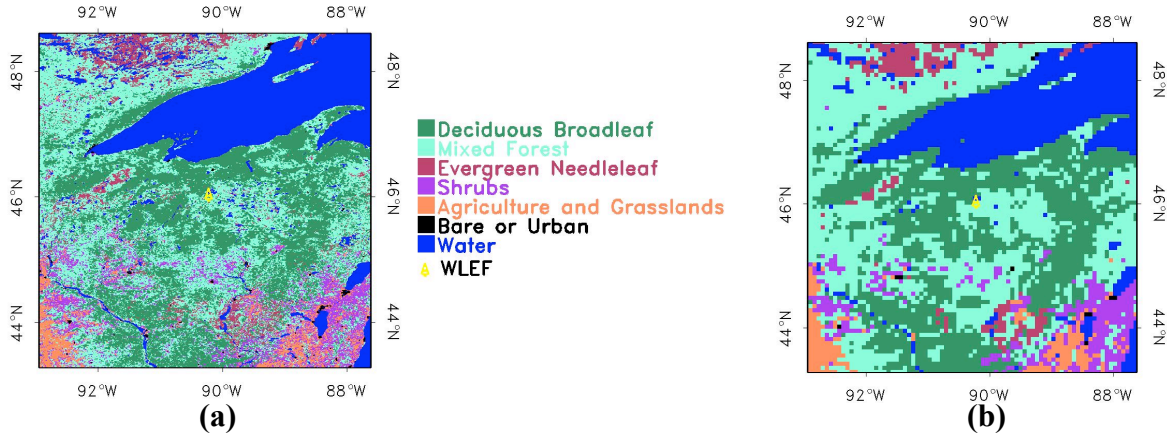 92°W 90°W 88°W
48°N
46°N
44°N
48°N
46°N
44°N
92°W 90°W 88°W
(a)
Deciduous Broadleaf
Mixed Forest
Evergreen Needleleaf
Shrubs
Agriculture and Grasslands
Bare or Urban
Water
WLEF
92°W 90°W 88°W
48°N
46°N
44°N
48°N
46°N
44°N
92°W 90°W 88°W
(b)